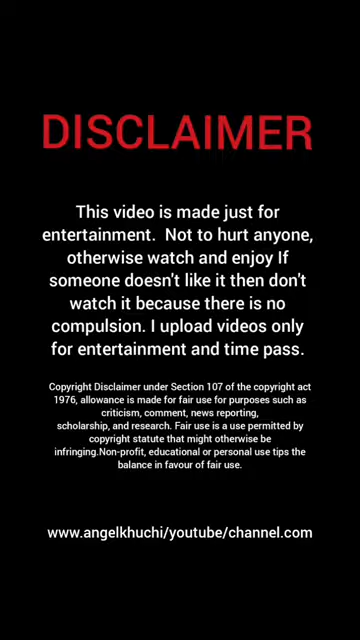 DISCLAIMER
This video is made just for
entertainment.  Not to hurt anyone,
otherwise watch and enjoy If
someone doesn't like it then don't
watch it because there is no
compulsion. I upload videos only
for entertainment and time pass.
Copyright Disclaimer under Section 107 of the copyright act
1976, allowance is made for fair use for purposes such as
criticism, comment, news reporting,
scholarship, and research. Fair use is a use permitted by
copyright statute that might otherwise be
infringing.Non-profit, educational or personal use tips the
balance in favour of fair use.
www.angelkhuchi/youtube/channel.com